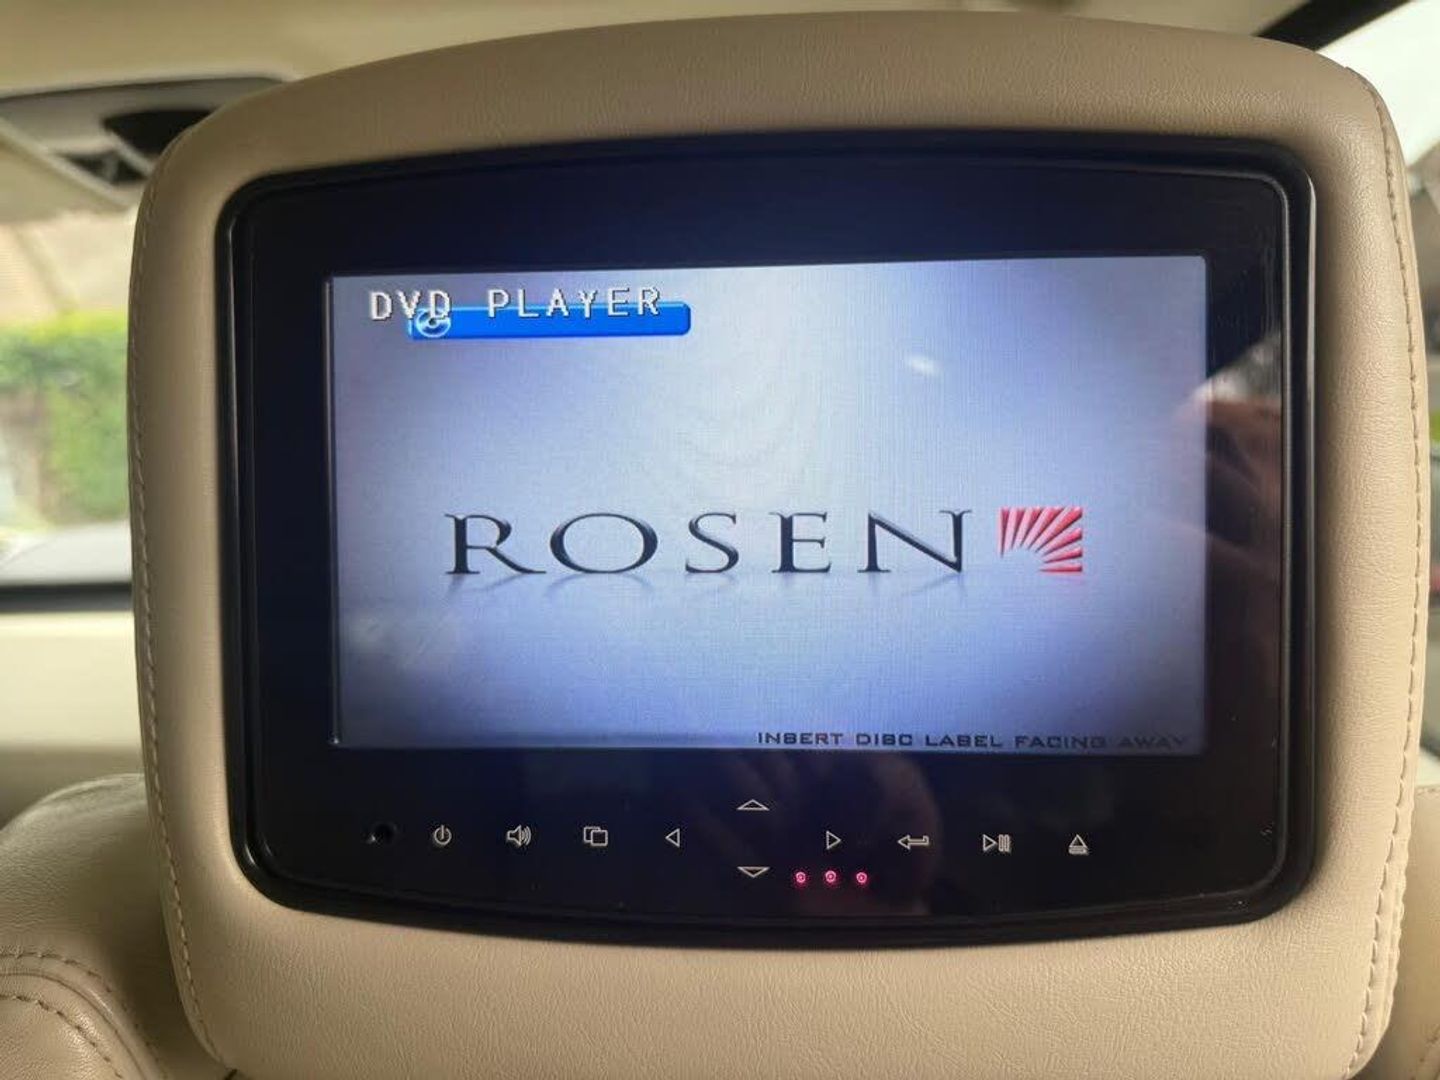 DVD PLAYER
ROSEN
INSERT DISC LABEL FACING AWAY